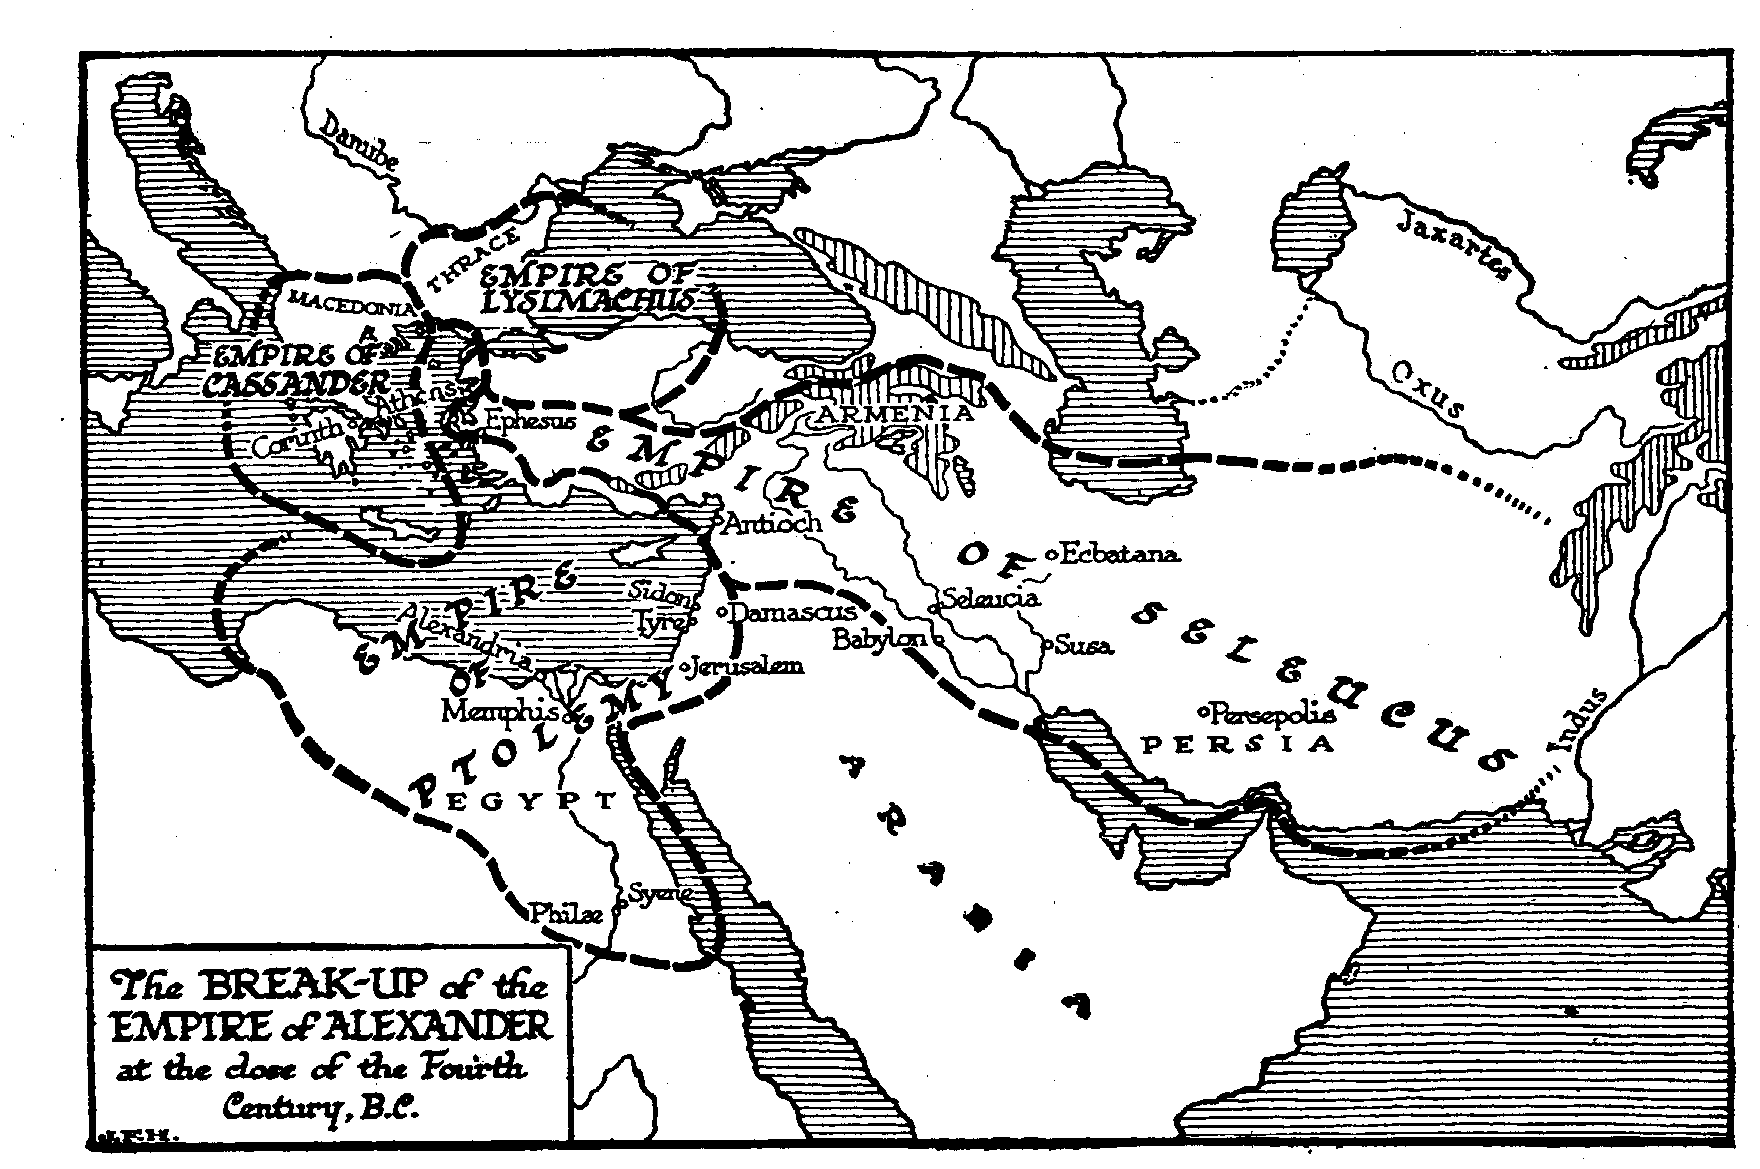 Danube
THRACE
EMPIRE OF
LYSIMACHUS
MACEDONIA
EMPIRE OF
CASSANDER
Athens
Corinth
Ephesus
ARMENIA
Jaxartes
Oxus
EMPIRE OF SELEUCUS
Antioch
Ecbatana
Seleucia
Babylon
Susa
Persepolis
PERSIA
Indus
Sidon
Tyre
Damascus
Jerusalem
EMPIRE
OF
PTOLEMY
Alexandria
Memphis
EGYPT
Syene
Philæ
ARABIA
The BREAK-UP of the
EMPIRE of ALEXANDER
at the close of the Fourth
Century, B.C.
J.F.H.